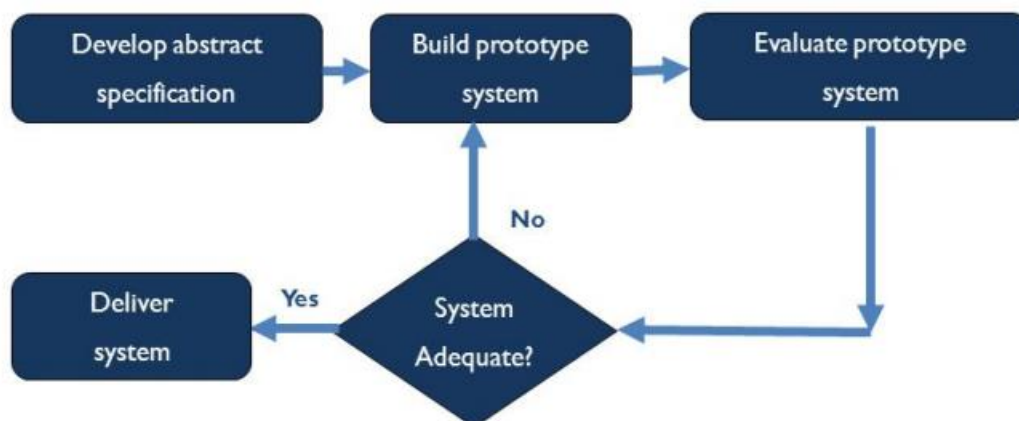 Develop abstract
specification
Build prototype
system
Evaluate prototype
system
No
System
Adequate?
Yes
Deliver
system